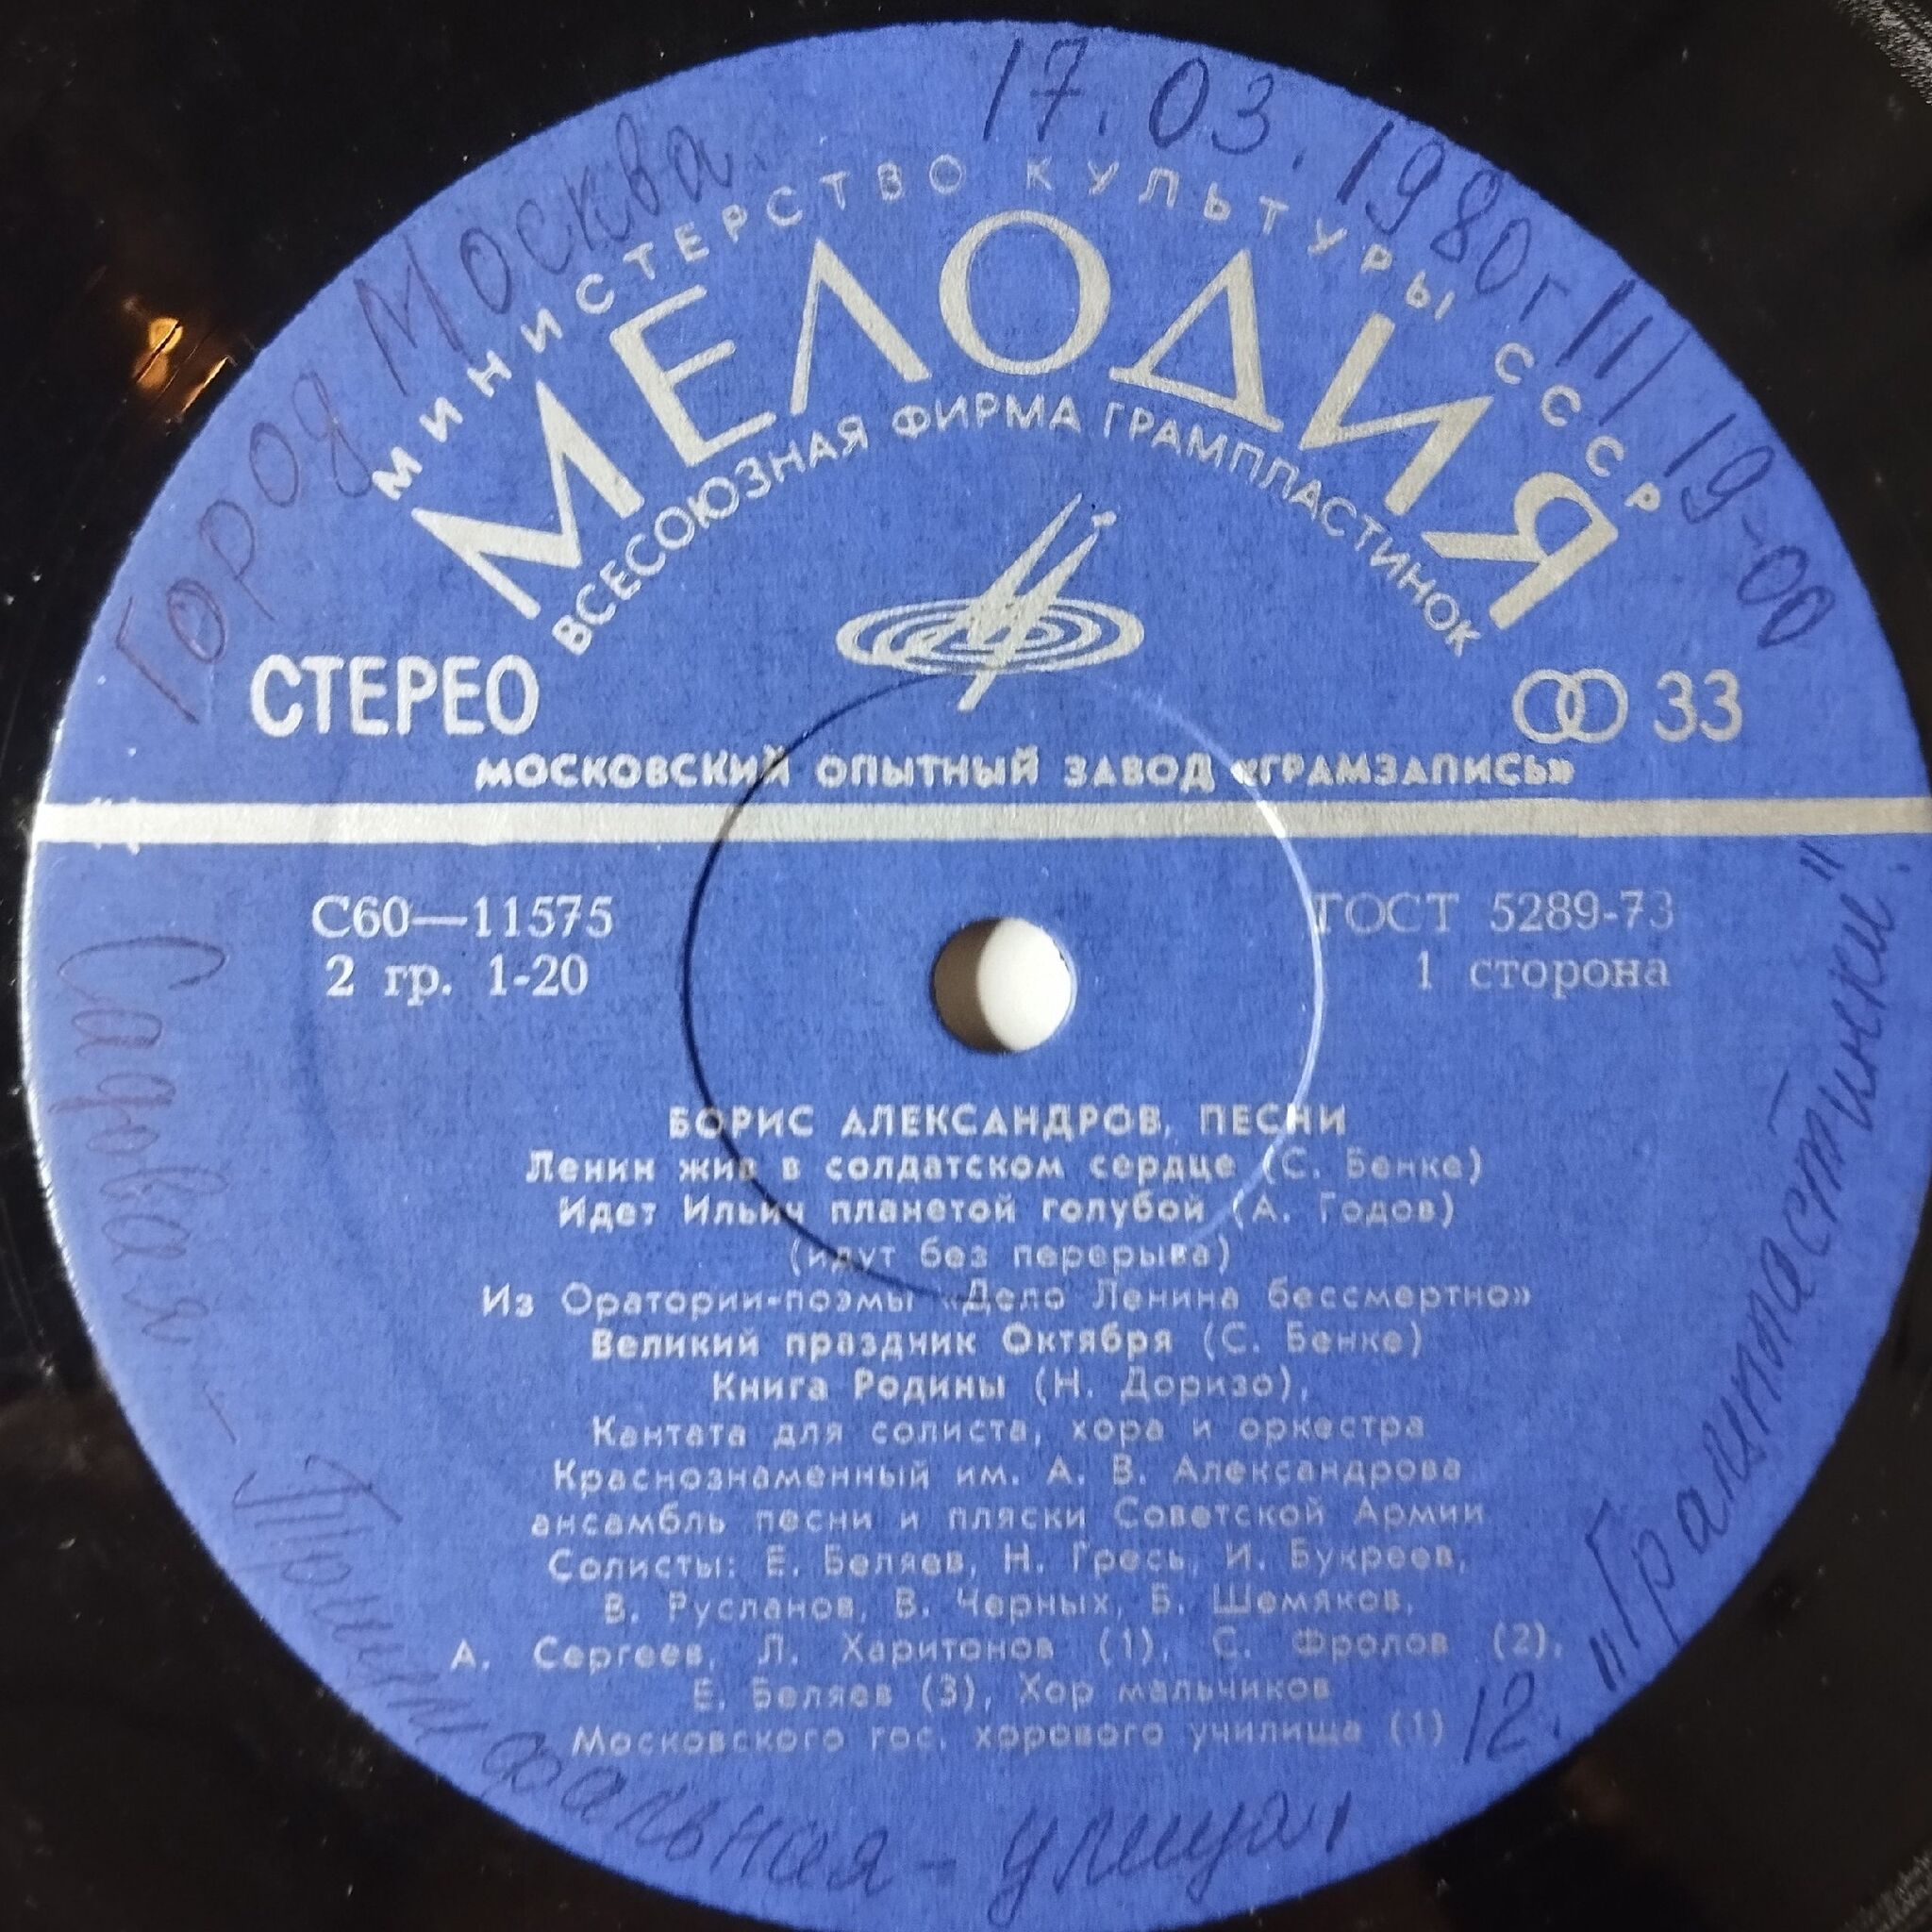 Город Москва. 17. 03. 1980г 19-00
МИНИСТЕРСТВО КУЛЬТУРЫ СССР
МЕЛОДИЯ
ВСЕСОЮЗНАЯ ФИРМА ГРАМПЛАСТИНОК
СТЕРЕО
33
МОСКОВСКИЙ ОПЫТНЫЙ ЗАВОД «ГРАМЗАПИСЬ»
С60—11575
ГОСТ 5289-73
2 гр. 1-20
1 сторона
БОРИС АЛЕКСАНДРОВ, ПЕСНИ
Ленин жив в солдатском сердце (С. Бенке)
Идет Ильич планетой голубой (А. Годов)
(идут без перерыва)
Из Оратории-поэмы «Дело Ленина бессмертно»
Великий праздник Октября (С. Бенке)
Книга Родины (Н. Доризо),
Кантата для солиста, хора и оркестра
Краснознаменный им. А. В. Александрова
ансамбль песни и пляски Советской Армии
Солисты: Е. Беляев, Н. Гресь, И. Букреев,
В. Русланов, В. Черных, Б. Шемяков,
А. Сергеев, Л. Харитонов (1), С. Фролов (2),
Е. Беляев (3), Хор мальчиков
Московского гос. хорового училища (1)
Садовая - Триумфальная - улица, 12. „Грампластинки"